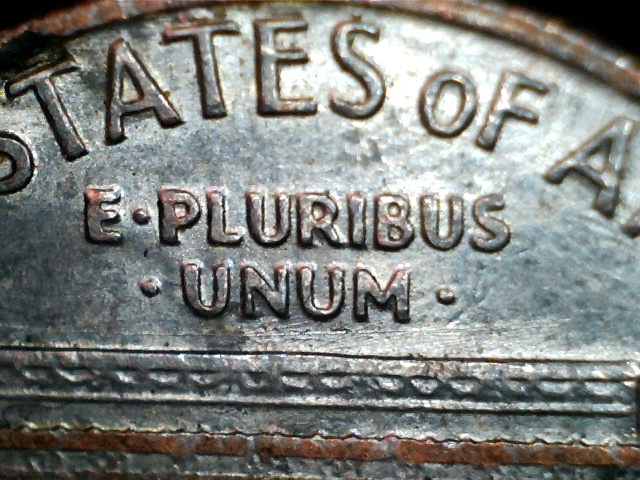 STATES OF A
E·PLURIBUS
·UNUM·